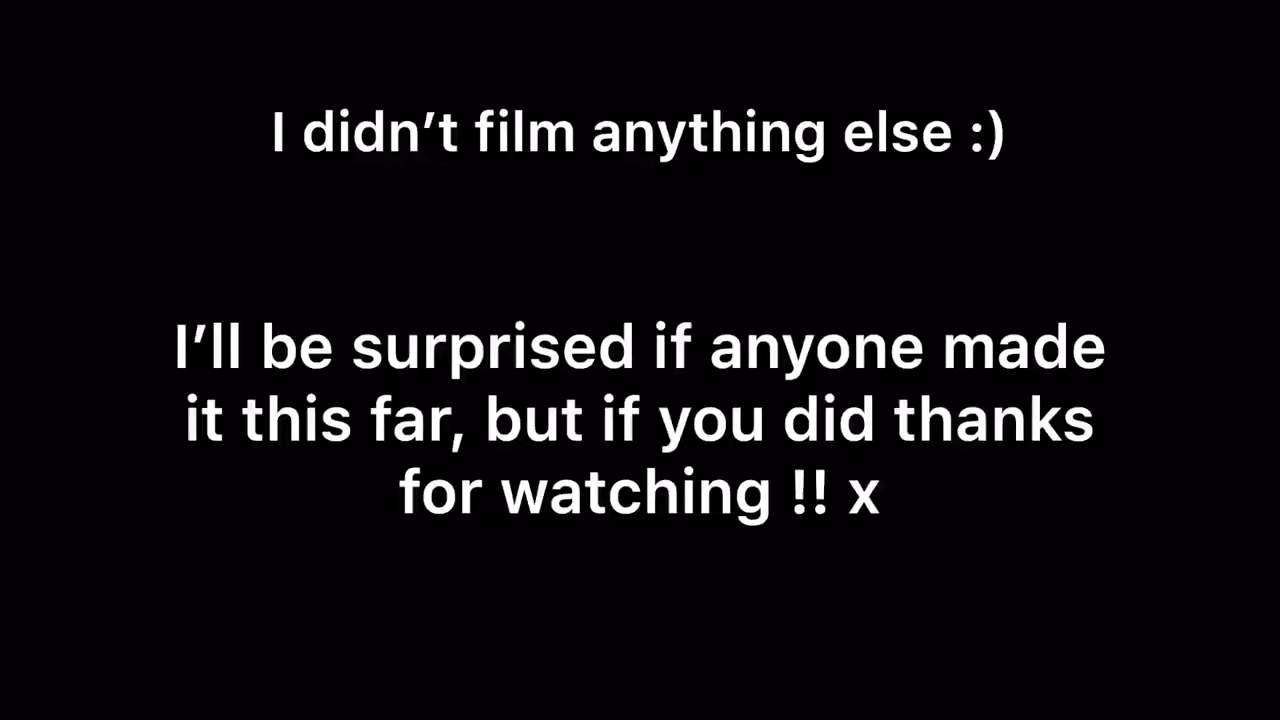 I didn’t film anything else :)
I’ll be surprised if anyone made
it this far, but if you did thanks
for watching !! x